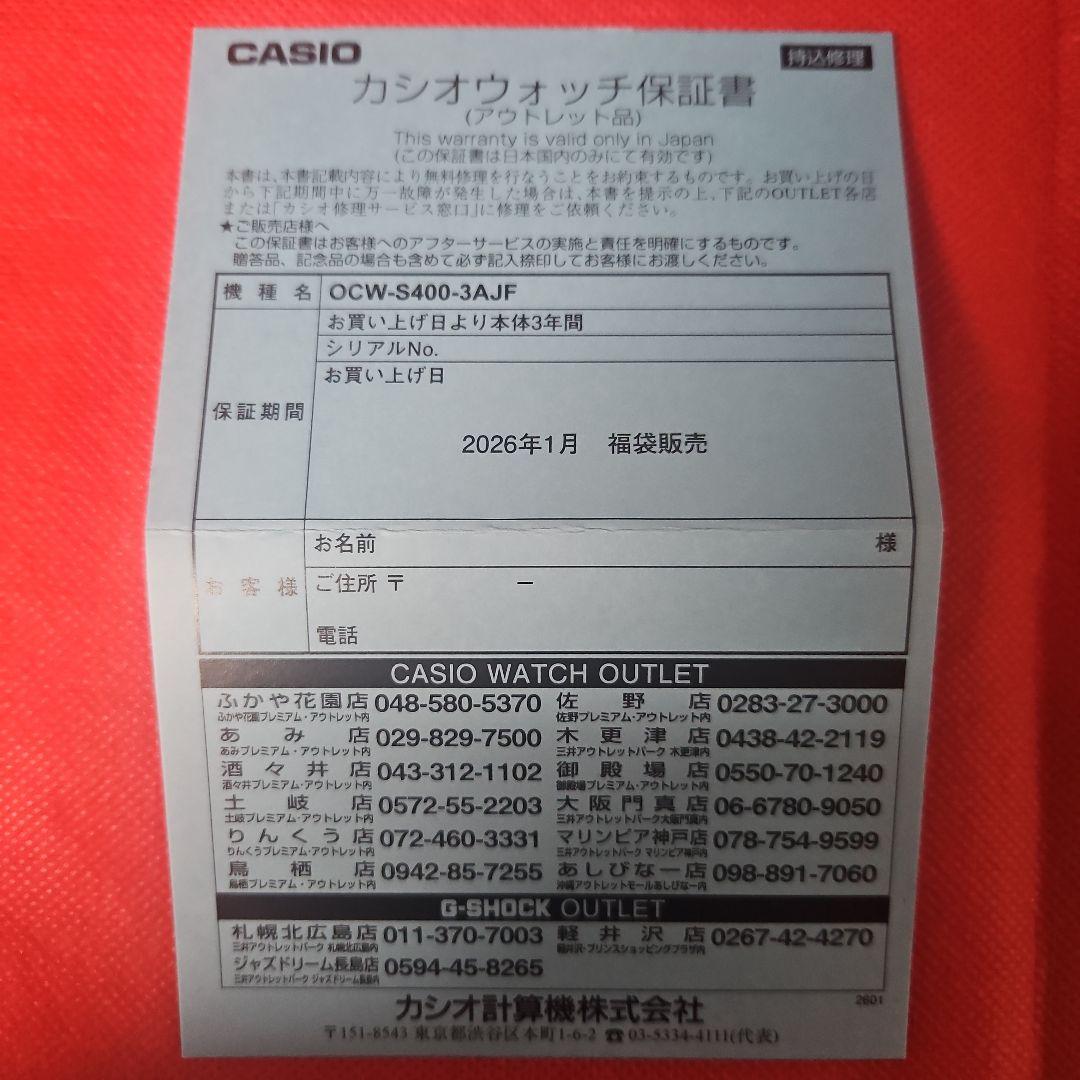 CASIO
持込修理
カシオウォッチ保証書
(アウトレット品)
This warranty is valid only in Japan
(この保証書は日本国内のみにて有効です)
本書は、本書記載内容により無料修理を行なうことをお約束するものです。お買い上げの日
から下記期間中に万一故障が発生した場合は、本書を提示の上、下記のOUTLET各店
または「カシオ修理サービス窓口」に修理をご依頼ください。
★ご販売店様へ
この保証書はお客様へのアフターサービスの実施と責任を明確にするものです。
贈答品、記念品の場合も含めて必ず記入捺印してお客様にお渡しください。
機種名 OCW-S400-3AJF
お買い上げ日より本体3年間
シリアルNo.
お買い上げ日
保証期間
2026年1月 福袋販売
お名前 様
お客様 ご住所 〒 ー
電話
CASIO WATCH OUTLET
ふかや花園店 048-580-5370 佐野店 0283-27-3000
ふかや花園プレミアム・アウトレット内 佐野プレミアム・アウトレット内
あみ店 029-829-7500 木更津店 0438-42-2119
あみプレミアム・アウトレット内 三井アウトレットパーク 木更津内
酒々井店 043-312-1102 御殿場店 0550-70-1240
酒々井プレミアム・アウトレット内 御殿場プレミアム・アウトレット内
土岐店 0572-55-2203 大阪門真店 06-6780-9050
土岐プレミアム・アウトレット内 三井アウトレットパーク大阪門真内
りんくう店 072-460-3331 マリンピア神戸店 078-754-9599
りんくうプレミアム・アウトレット内 三井アウトレットパーク マリンピア神戸内
鳥栖店 0942-85-7255 あしびなー店 098-891-7060
鳥栖プレミアム・アウトレット内 沖縄アウトレットモールあしびなー内
G-SHOCK OUTLET
札幌北広島店 011-370-7003 軽井沢店 0267-42-4270
三井アウトレットパーク 札幌北広島内 軽井沢・プリンスショッピングプラザ内
ジャズドリーム長島店 0594-45-8265
三井アウトレットパーク ジャズドリーム長島内
カシオ計算機株式会社
2601
〒151-8543 東京都渋谷区本町1-6-2 ☎03-5334-4111(代表)